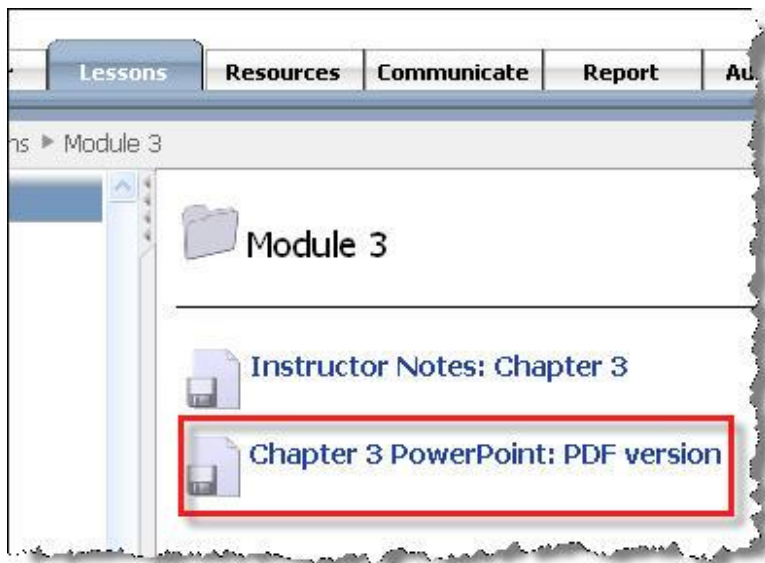 Lessons Resources Communicate Report
Module 3
Module 3
Instructor Notes: Chapter 3
Chapter 3 PowerPoint: PDF version